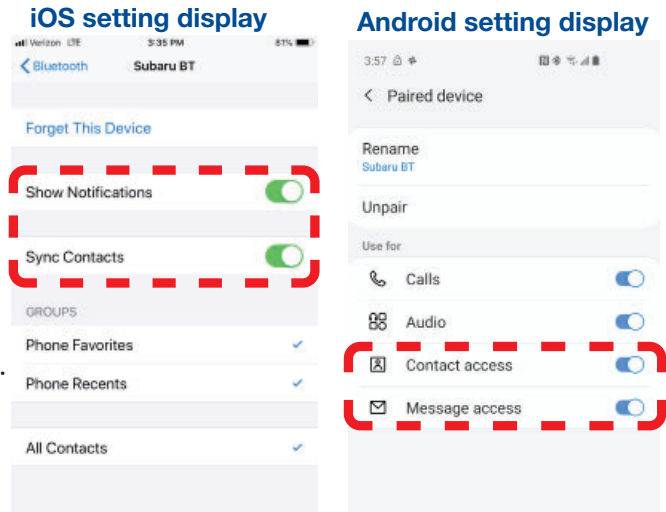 iOS setting display
Verizon LTE 3:35 PM 81%
Bluetooth Subaru BT
Forget This Device
Show Notifications
Sync Contacts
GROUPS
Phone Favorites
Phone Recents
All Contacts
Android setting display
3:57
Paired device
Rename
Subaru BT
Unpair
Use for
Calls
Audio
Contact access
Message access